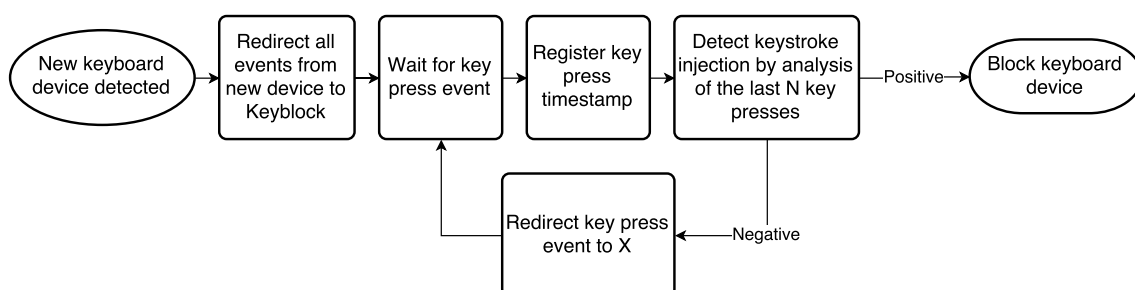 New keyboard
device detected
Redirect all
events from
new device to
Keyblock
Wait for key
press event
Register key
press
timestamp
Detect keystroke
injection by analysis
of the last N key
presses
Positive
Block keyboard
device
Negative
Redirect key press
event to X